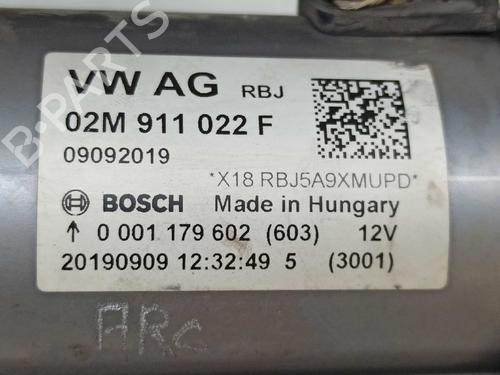 B-PARTS
VW AG RBJ
02M 911 022 F
09092019
*X18 RBJ5A9XMUPD*
BOSCH Made in Hungary
↑ 0 001 179 602 (603) 12V
20190909 12:32:49 5 (3001)
ARC